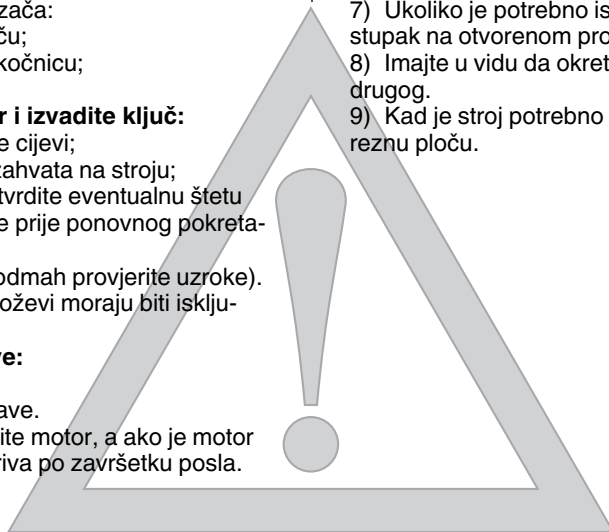 zača:
ču;
kočnicu;
r i izvadite ključ:
e cijevi;
zahvata na stroju;
tvrdite eventualnu štetu
e prije ponovnog pokreta-
odmah provjerite uzroke).
oževi moraju biti isklju-
ve:
ave.
ite motor, a ako je motor
riva po završetku posla.
7) Ukoliko je potrebno is
stupak na otvorenom pro
8) Imajte u vidu da okret
drugog.
9) Kad je stroj potrebno
reznu ploču.